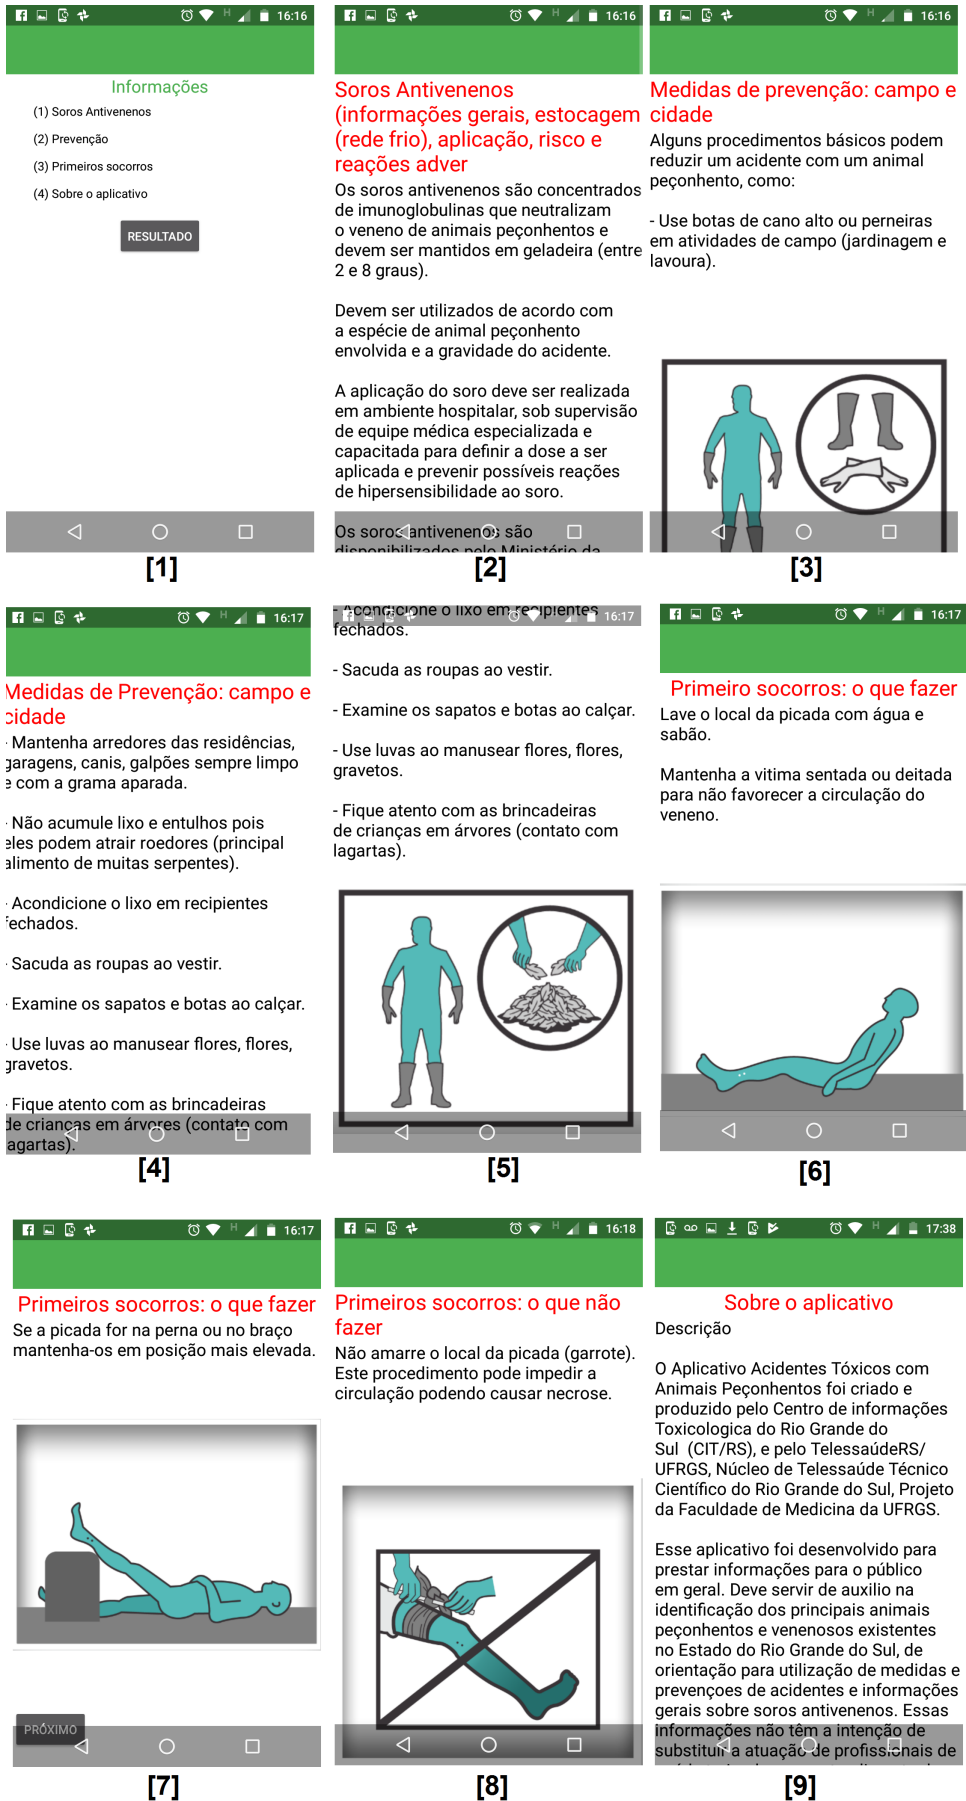 H 16:16
Informações
(1) Soros Antivenenos
(2) Prevenção
(3) Primeiros socorros
(4) Sobre o aplicativo
RESULTADO
[1]
H 16:16
Soros Antivenenos
(informações gerais, estocagem
(rede frio), aplicação, risco e
reações adver
Os soros antivenenos são concentrados
de imunoglobulinas que neutralizam
o veneno de animais peçonhentos e
devem ser mantidos em geladeira (entre
2 e 8 graus).
Devem ser utilizados de acordo com
a espécie de animal peçonhento
envolvida e a gravidade do acidente.
A aplicação do soro deve ser realizada
em ambiente hospitalar, sob supervisão
de equipe médica especializada e
capacitada para definir a dose a ser
aplicada e prevenir possíveis reações
de hipersensibilidade ao soro.
Os soros antivenenos são
disponibilizados pelo Ministério da
[2]
H 16:16
Medidas de prevenção: campo e
cidade
Alguns procedimentos básicos podem
reduzir um acidente com um animal
peçonhento, como:
- Use botas de cano alto ou perneiras
em atividades de campo (jardinagem e
lavoura).
[3]
H 16:17
Medidas de Prevenção: campo e
cidade
- Mantenha arredores das residências,
garagens, canis, galpões sempre limpo
e com a grama aparada.
- Não acumule lixo e entulhos pois
eles podem atrair roedores (principal
alimento de muitas serpentes).
- Acondicione o lixo em recipientes
fechados.
- Sacuda as roupas ao vestir.
- Examine os sapatos e botas ao calçar.
- Use luvas ao manusear flores, flores,
gravetos.
- Fique atento com as brincadeiras
de crianças em árvores (contato com
lagartas).
[4]
H 16:17
- Acondicione o lixo em recipientes
fechados.
- Sacuda as roupas ao vestir.
- Examine os sapatos e botas ao calçar.
- Use luvas ao manusear flores, flores,
gravetos.
- Fique atento com as brincadeiras
de crianças em árvores (contato com
lagartas).
[5]
H 16:17
Primeiro socorros: o que fazer
Lave o local da picada com água e
sabão.
Mantenha a vitima sentada ou deitada
para não favorecer a circulação do
veneno.
[6]
H 16:17
Primeiros socorros: o que fazer
Se a picada for na perna ou no braço
mantenha-os em posição mais elevada.
PRÓXIMO
[7]
H 16:18
Primeiros socorros: o que não
fazer
Não amarre o local da picada (garrote).
Este procedimento pode impedir a
circulação podendo causar necrose.
[8]
H 17:38
Sobre o aplicativo
Descrição
O Aplicativo Acidentes Tóxicos com
Animais Peçonhentos foi criado e
produzido pelo Centro de informações
Toxicologica do Rio Grande do
Sul (CIT/RS), e pelo TelessaúdeRS/
UFRGS, Núcleo de Telessaúde Técnico
Científico do Rio Grande do Sul, Projeto
da Faculdade de Medicina da UFRGS.
Esse aplicativo foi desenvolvido para
prestar informações para o público
em geral. Deve servir de auxilio na
identificação dos principais animais
peçonhentos e venenosos existentes
no Estado do Rio Grande do Sul, de
orientação para utilização de medidas e
prevençoes de acidentes e informações
gerais sobre soros antivenenos. Essas
informações não têm a intenção de
substituir a atuação de profissionais de
[9]